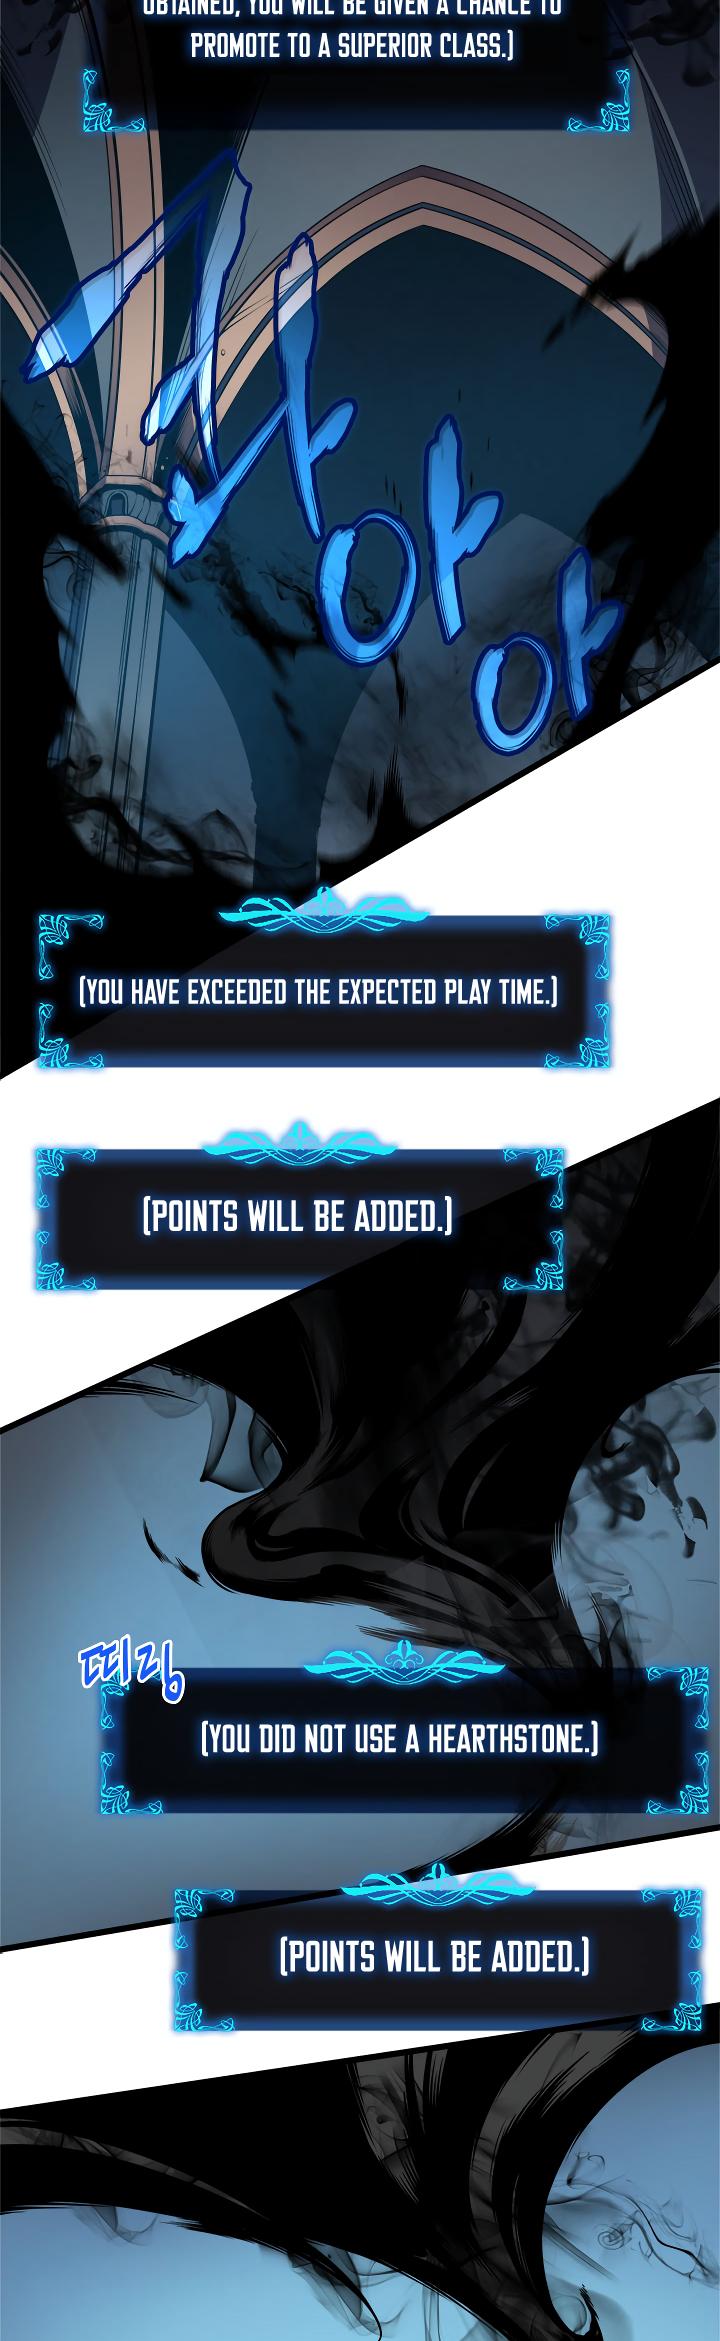 OBTAINED, YOU WILL BE GIVEN A CHANCE TO
PROMOTE TO A SUPERIOR CLASS.]
콰아아
[YOU HAVE EXCEEDED THE EXPECTED PLAY TIME.]
[POINTS WILL BE ADDED.]
띠링
[YOU DID NOT USE A HEARTHSTONE.]
[POINTS WILL BE ADDED.]